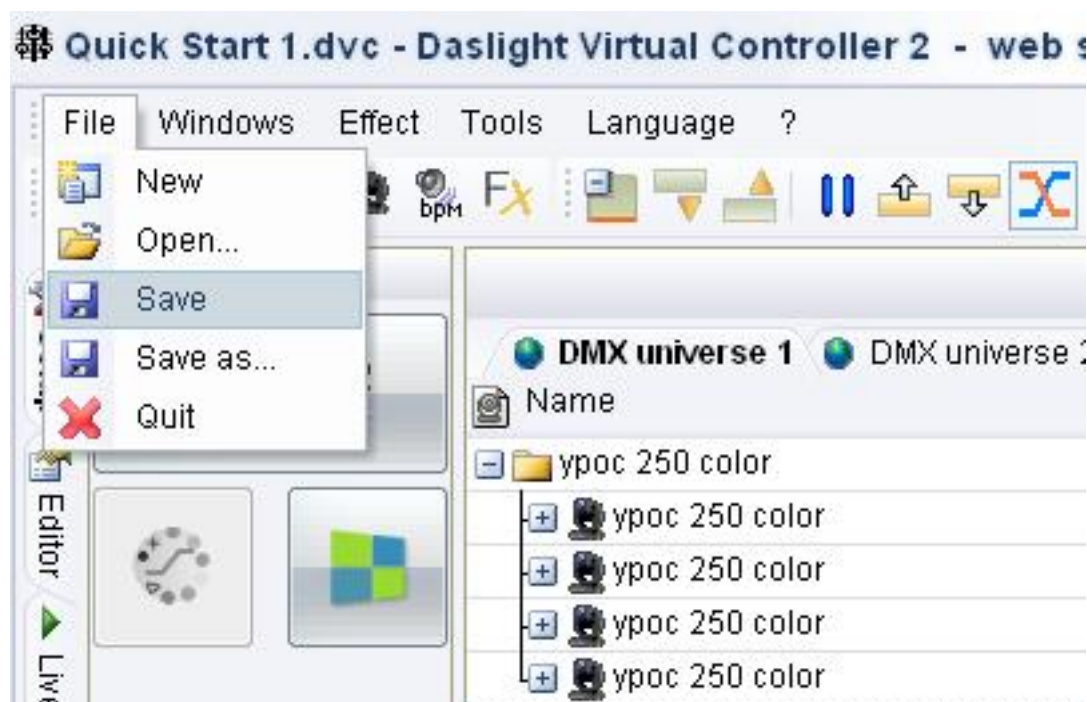 Quick Start 1.dvc - Daslight Virtual Controller 2 - web
File Windows Effect Tools Language ?
New
bpm Fx
Open...
Save
Save as...
DMX universe 1 DMX universe 2
Name
Quit
ypoc 250 color
Editor
ypoc 250 color
ypoc 250 color
ypoc 250 color
Live
ypoc 250 color